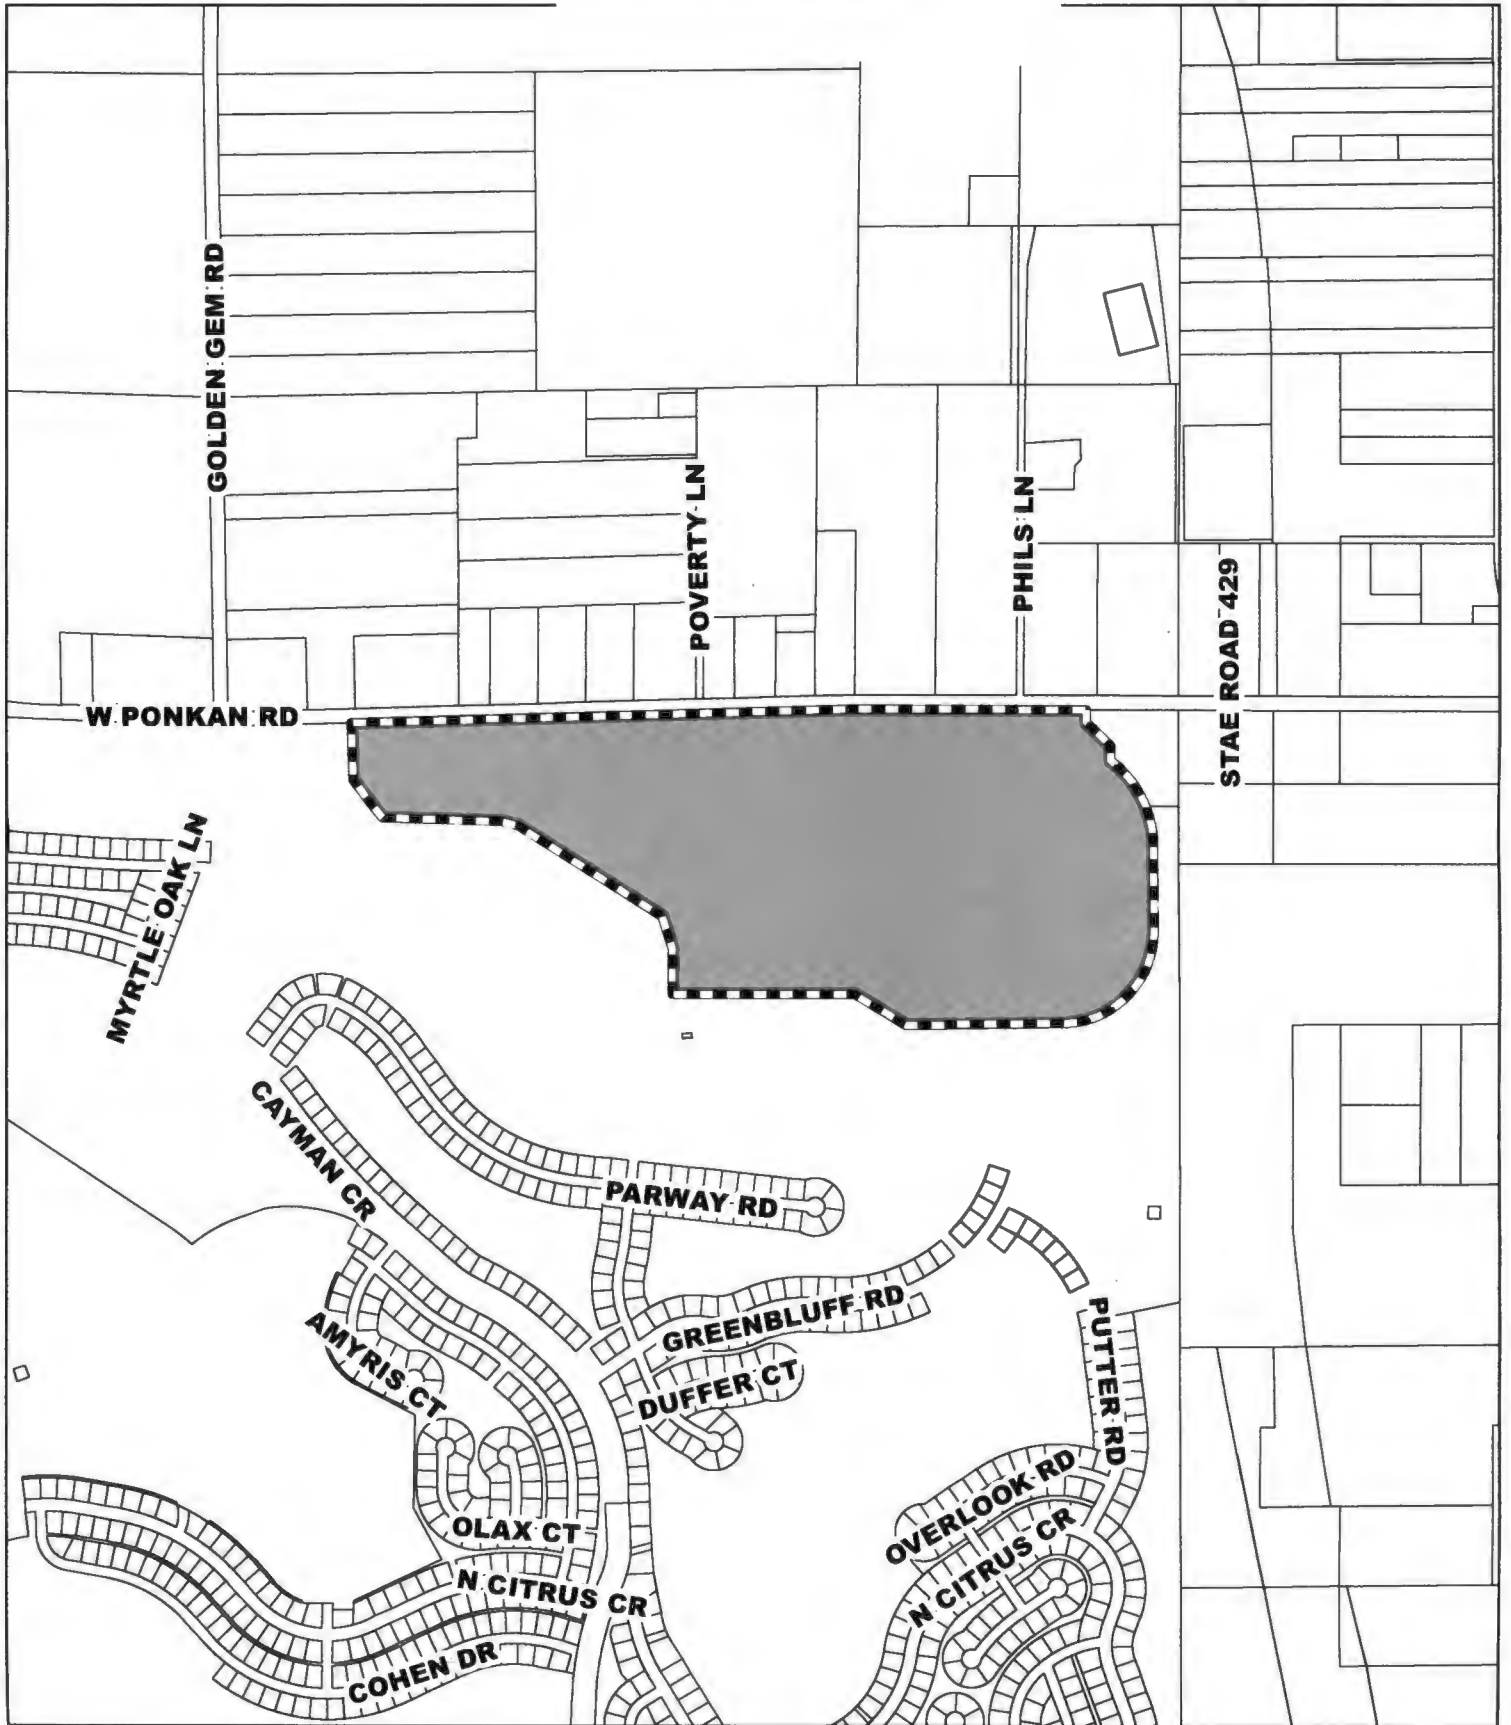 GOLDEN GEM RD
POVERTY LN
PHILS LN
STAE ROAD 429
W PONKAN RD
MYRTLE OAK LN
CAYMAN CR
PARWAY RD
GREENBLUFF RD
PUTTER RD
AMYRIS CT
DUFFER CT
OVERLOOK RD
OLAX CT
N CITRUS CR
N CITRUS CR
COHEN DR